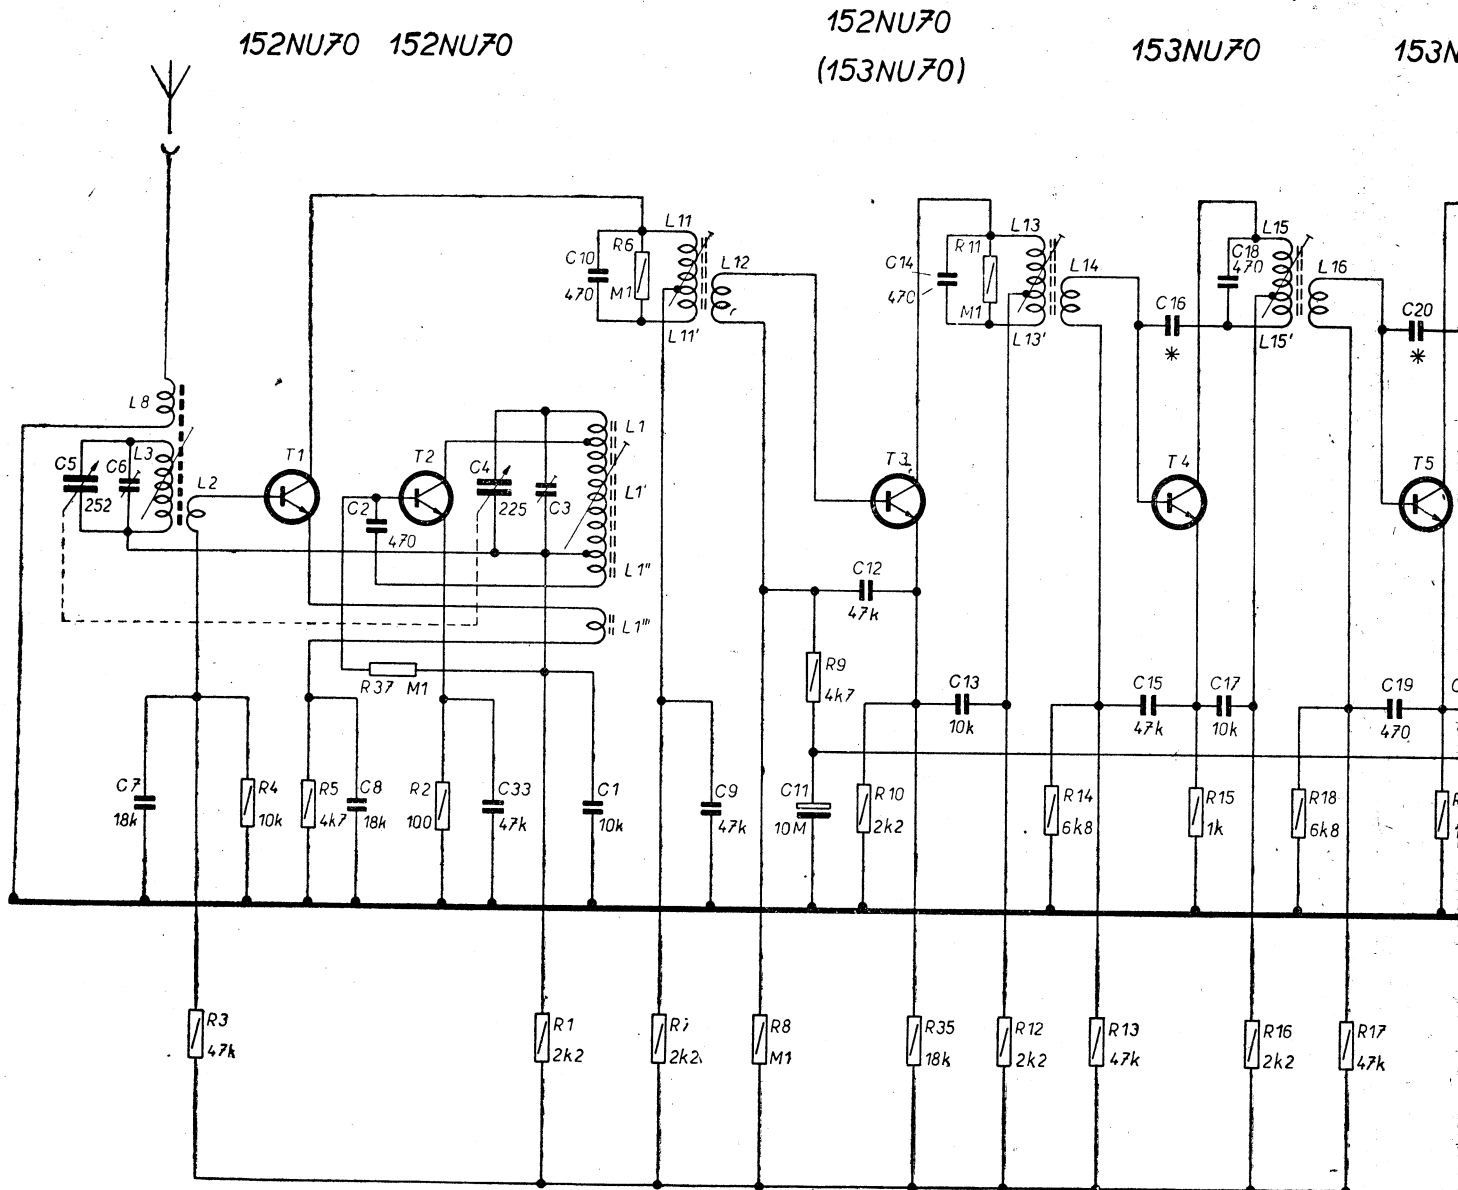 152NU70 152NU70
152NU70
(153NU70)
153NU70
153N
L11
R6
C10
470
M1
L11'
L12
L13
R11
C14
470
M1
L13'
L14
C16
*
L15
C18
470
L15'
L16
C20
*
L8
C5
252
C6
L3
L2
T1
T2
C2
470
C4
225
C3
L1
L1'
L1"
L1'''
R37 M1
T3
T4
T5
C12
47k
R9
4k7
C13
10k
C15
47k
C17
10k
C19
470
C7
18k
R4
10k
R5
4k7
C8
18k
R2
100
C33
47k
C1
10k
C9
47k
C11
10M
R10
2k2
R14
6k8
R15
1k
R18
6k8
R3
47k
R1
2k2
R7
2k2
R8
M1
R35
18k
R12
2k2
R13
47k
R16
2k2
R17
47k